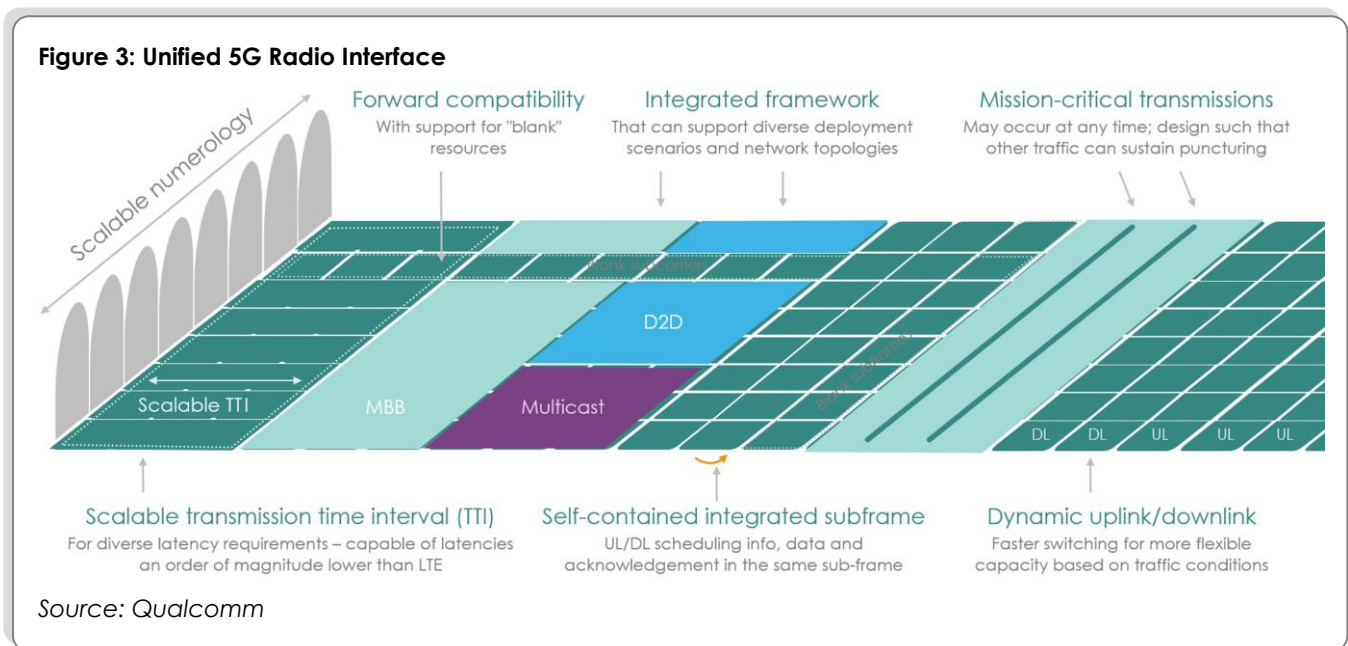 Figure 3: Unified 5G Radio Interface
Scalable numerology
Forward compatibility
With support for "blank"
resources
Integrated framework
That can support diverse deployment
scenarios and network topologies
Mission-critical transmissions
May occur at any time; design such that
other traffic can sustain puncturing
Blank subcarriers
D2D
Blank subframes
Scalable TTI
MBB
Multicast
DL
DL
UL
UL
UL
Scalable transmission time interval (TTI)
For diverse latency requirements – capable of latencies
an order of magnitude lower than LTE
Self-contained integrated subframe
UL/DL scheduling info, data and
acknowledgement in the same sub-frame
Dynamic uplink/downlink
Faster switching for more flexible
capacity based on traffic conditions
Source: Qualcomm